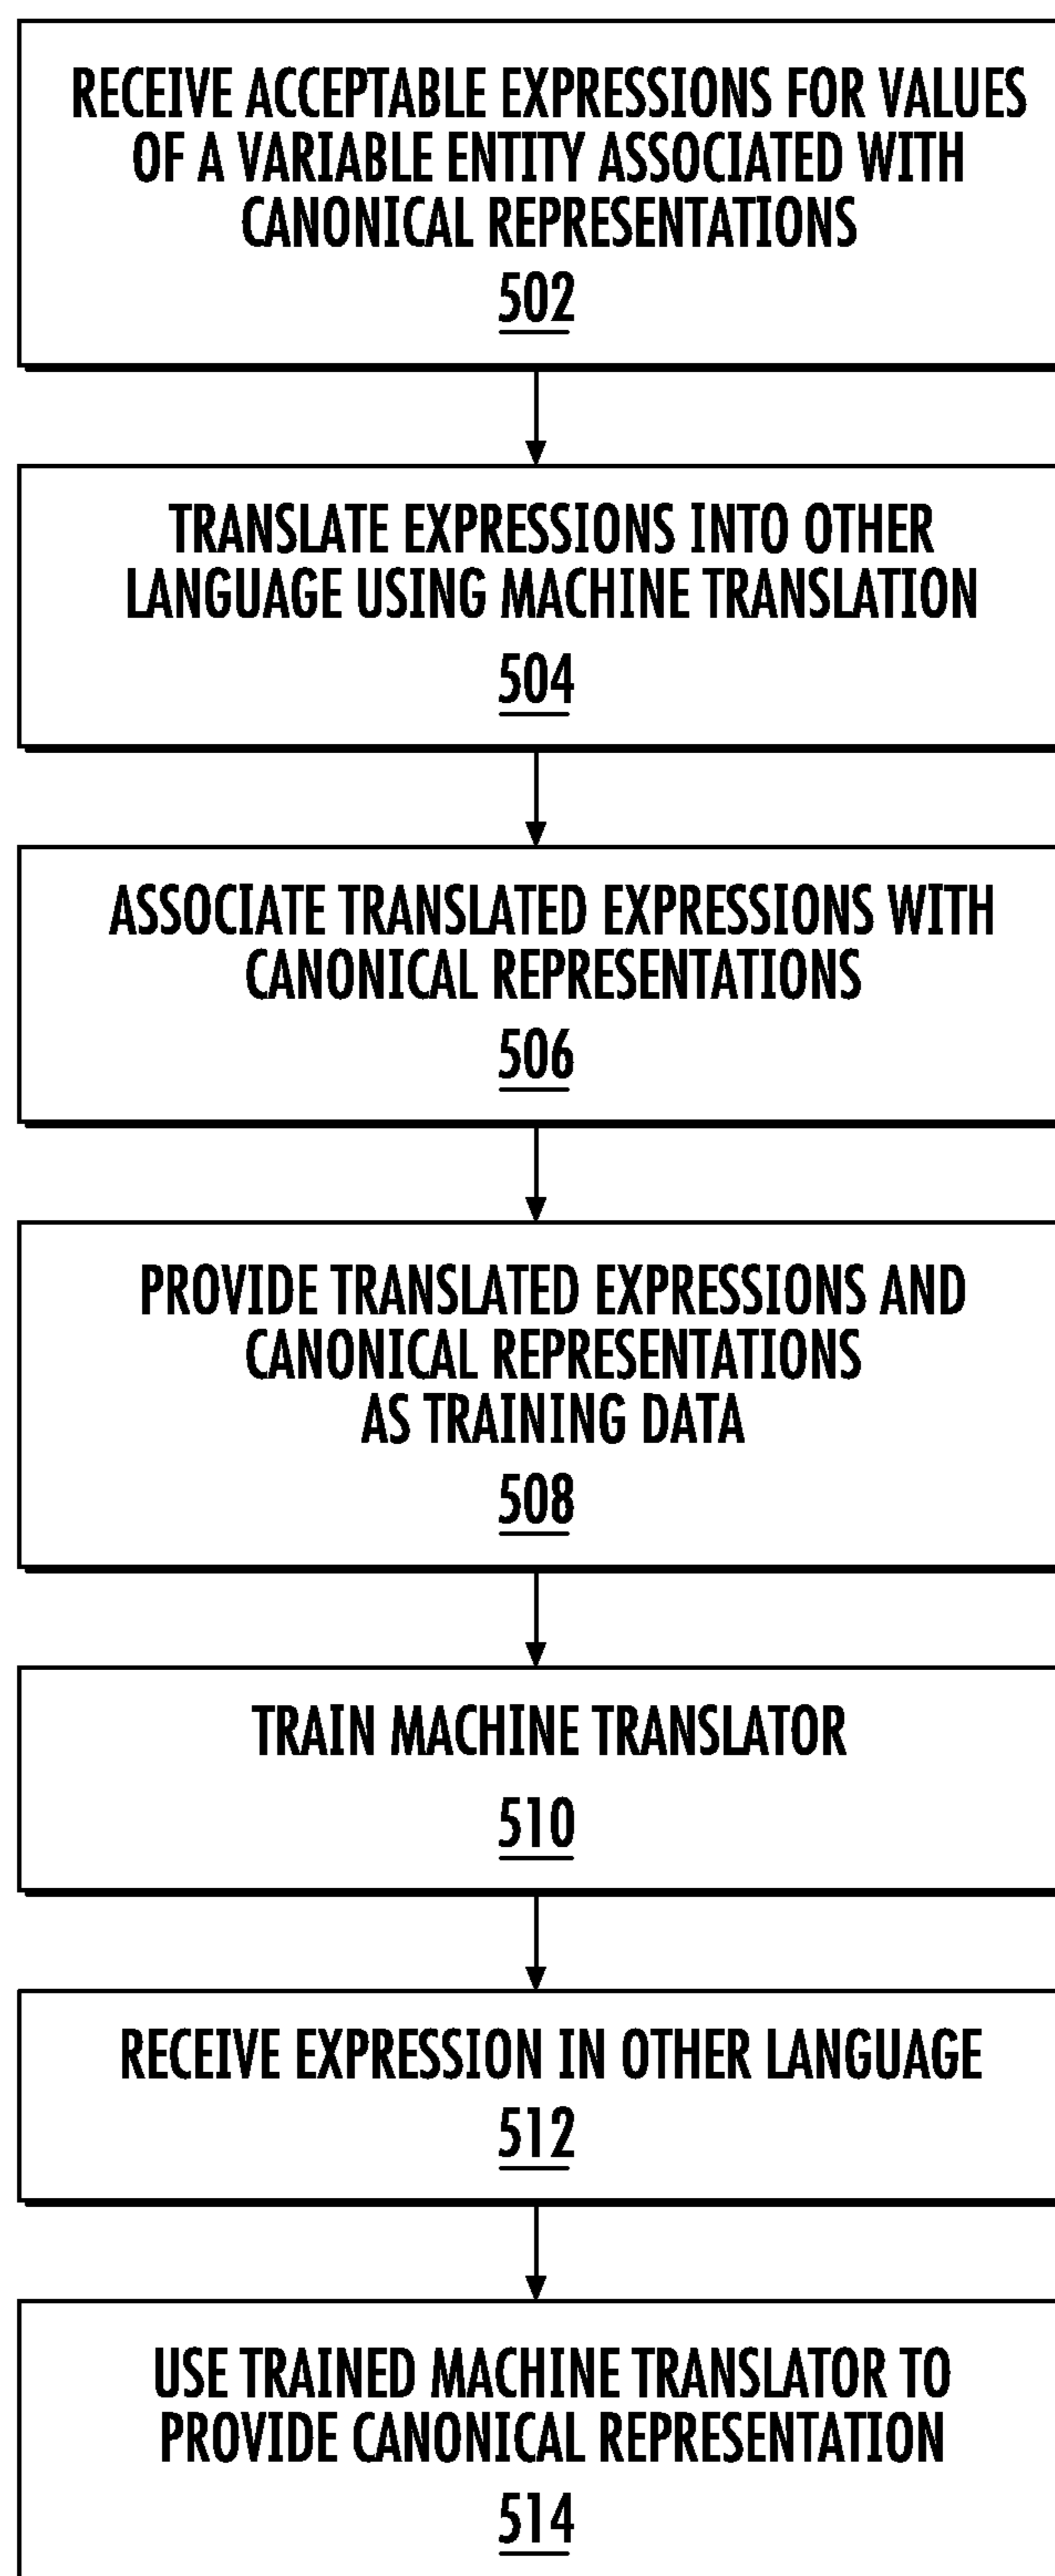 RECEIVE ACCEPTABLE EXPRESSIONS FOR VALUES
OF A VARIABLE ENTITY ASSOCIATED WITH
CANONICAL REPRESENTATIONS
502
TRANSLATE EXPRESSIONS INTO OTHER
LANGUAGE USING MACHINE TRANSLATION
504
ASSOCIATE TRANSLATED EXPRESSIONS WITH
CANONICAL REPRESENTATIONS
506
PROVIDE TRANSLATED EXPRESSIONS AND
CANONICAL REPRESENTATIONS
AS TRAINING DATA
508
TRAIN MACHINE TRANSLATOR
510
RECEIVE EXPRESSION IN OTHER LANGUAGE
512
USE TRAINED MACHINE TRANSLATOR TO
PROVIDE CANONICAL REPRESENTATION
514